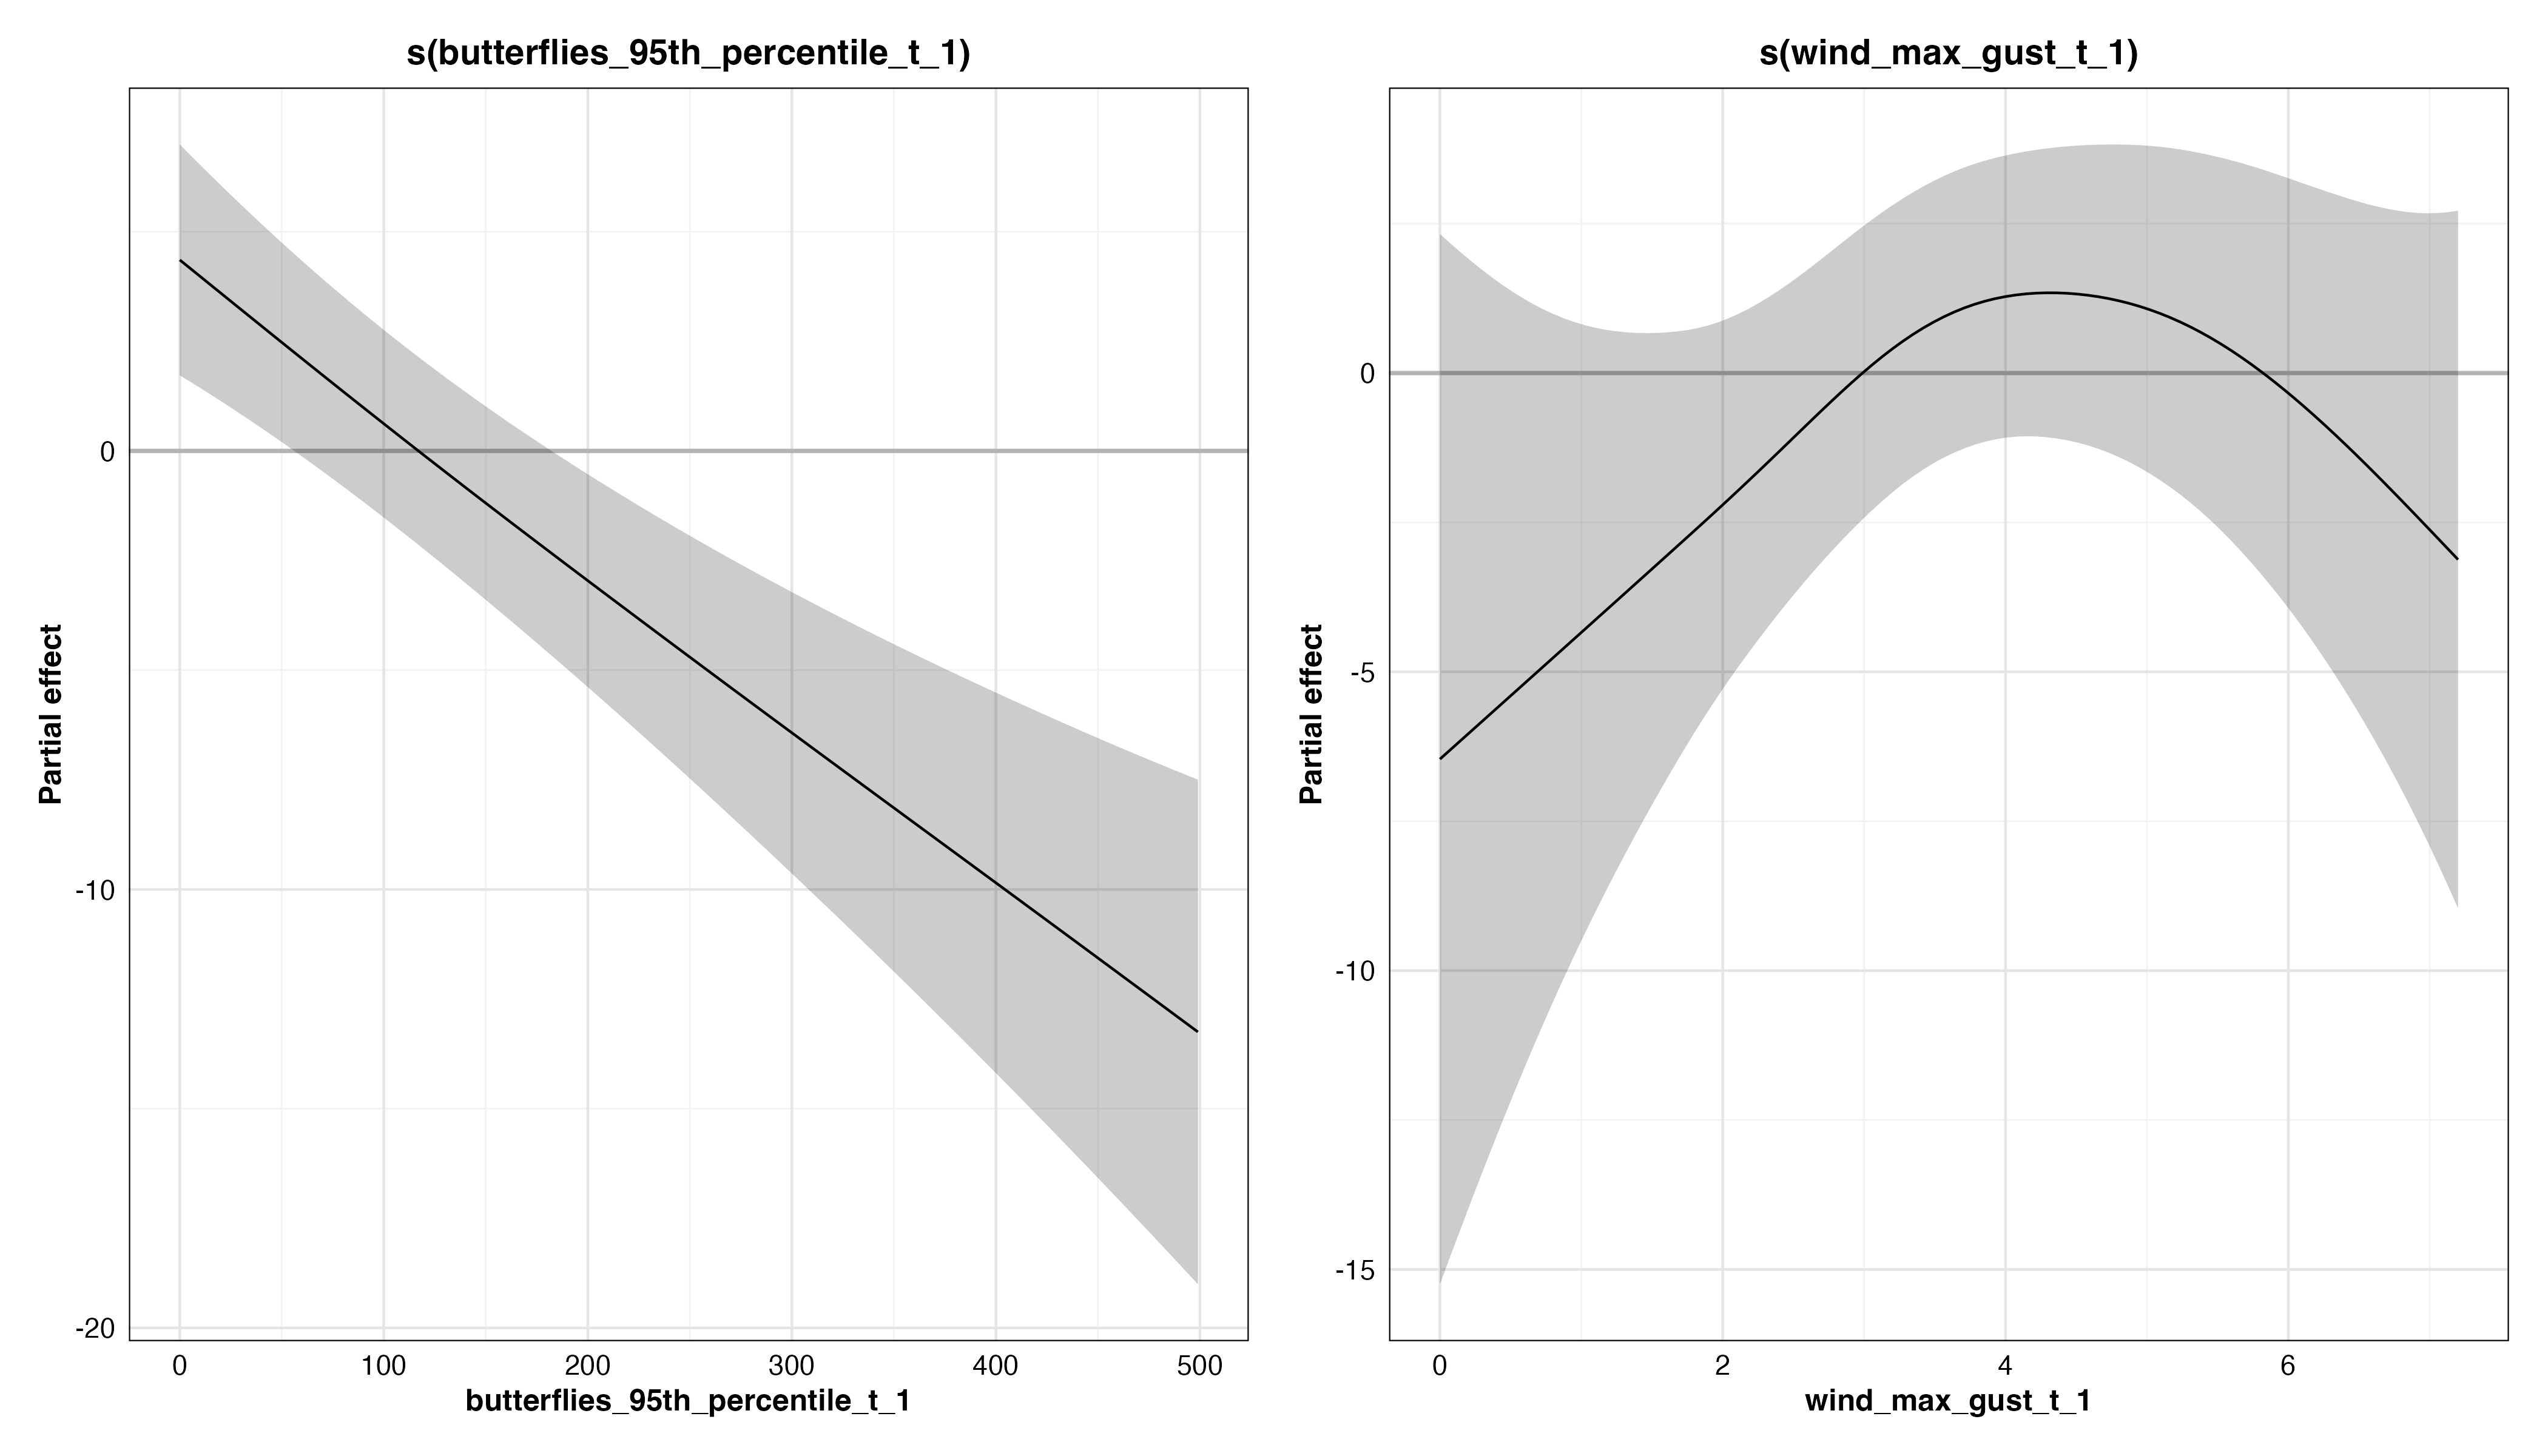 s(butterflies_95th_percentile_t_1)
Partial effect
0
-10
-20
0 100 200 300 400 500
butterflies_95th_percentile_t_1
s(wind_max_gust_t_1)
Partial effect
0
-5
-10
-15
0 2 4 6
wind_max_gust_t_1